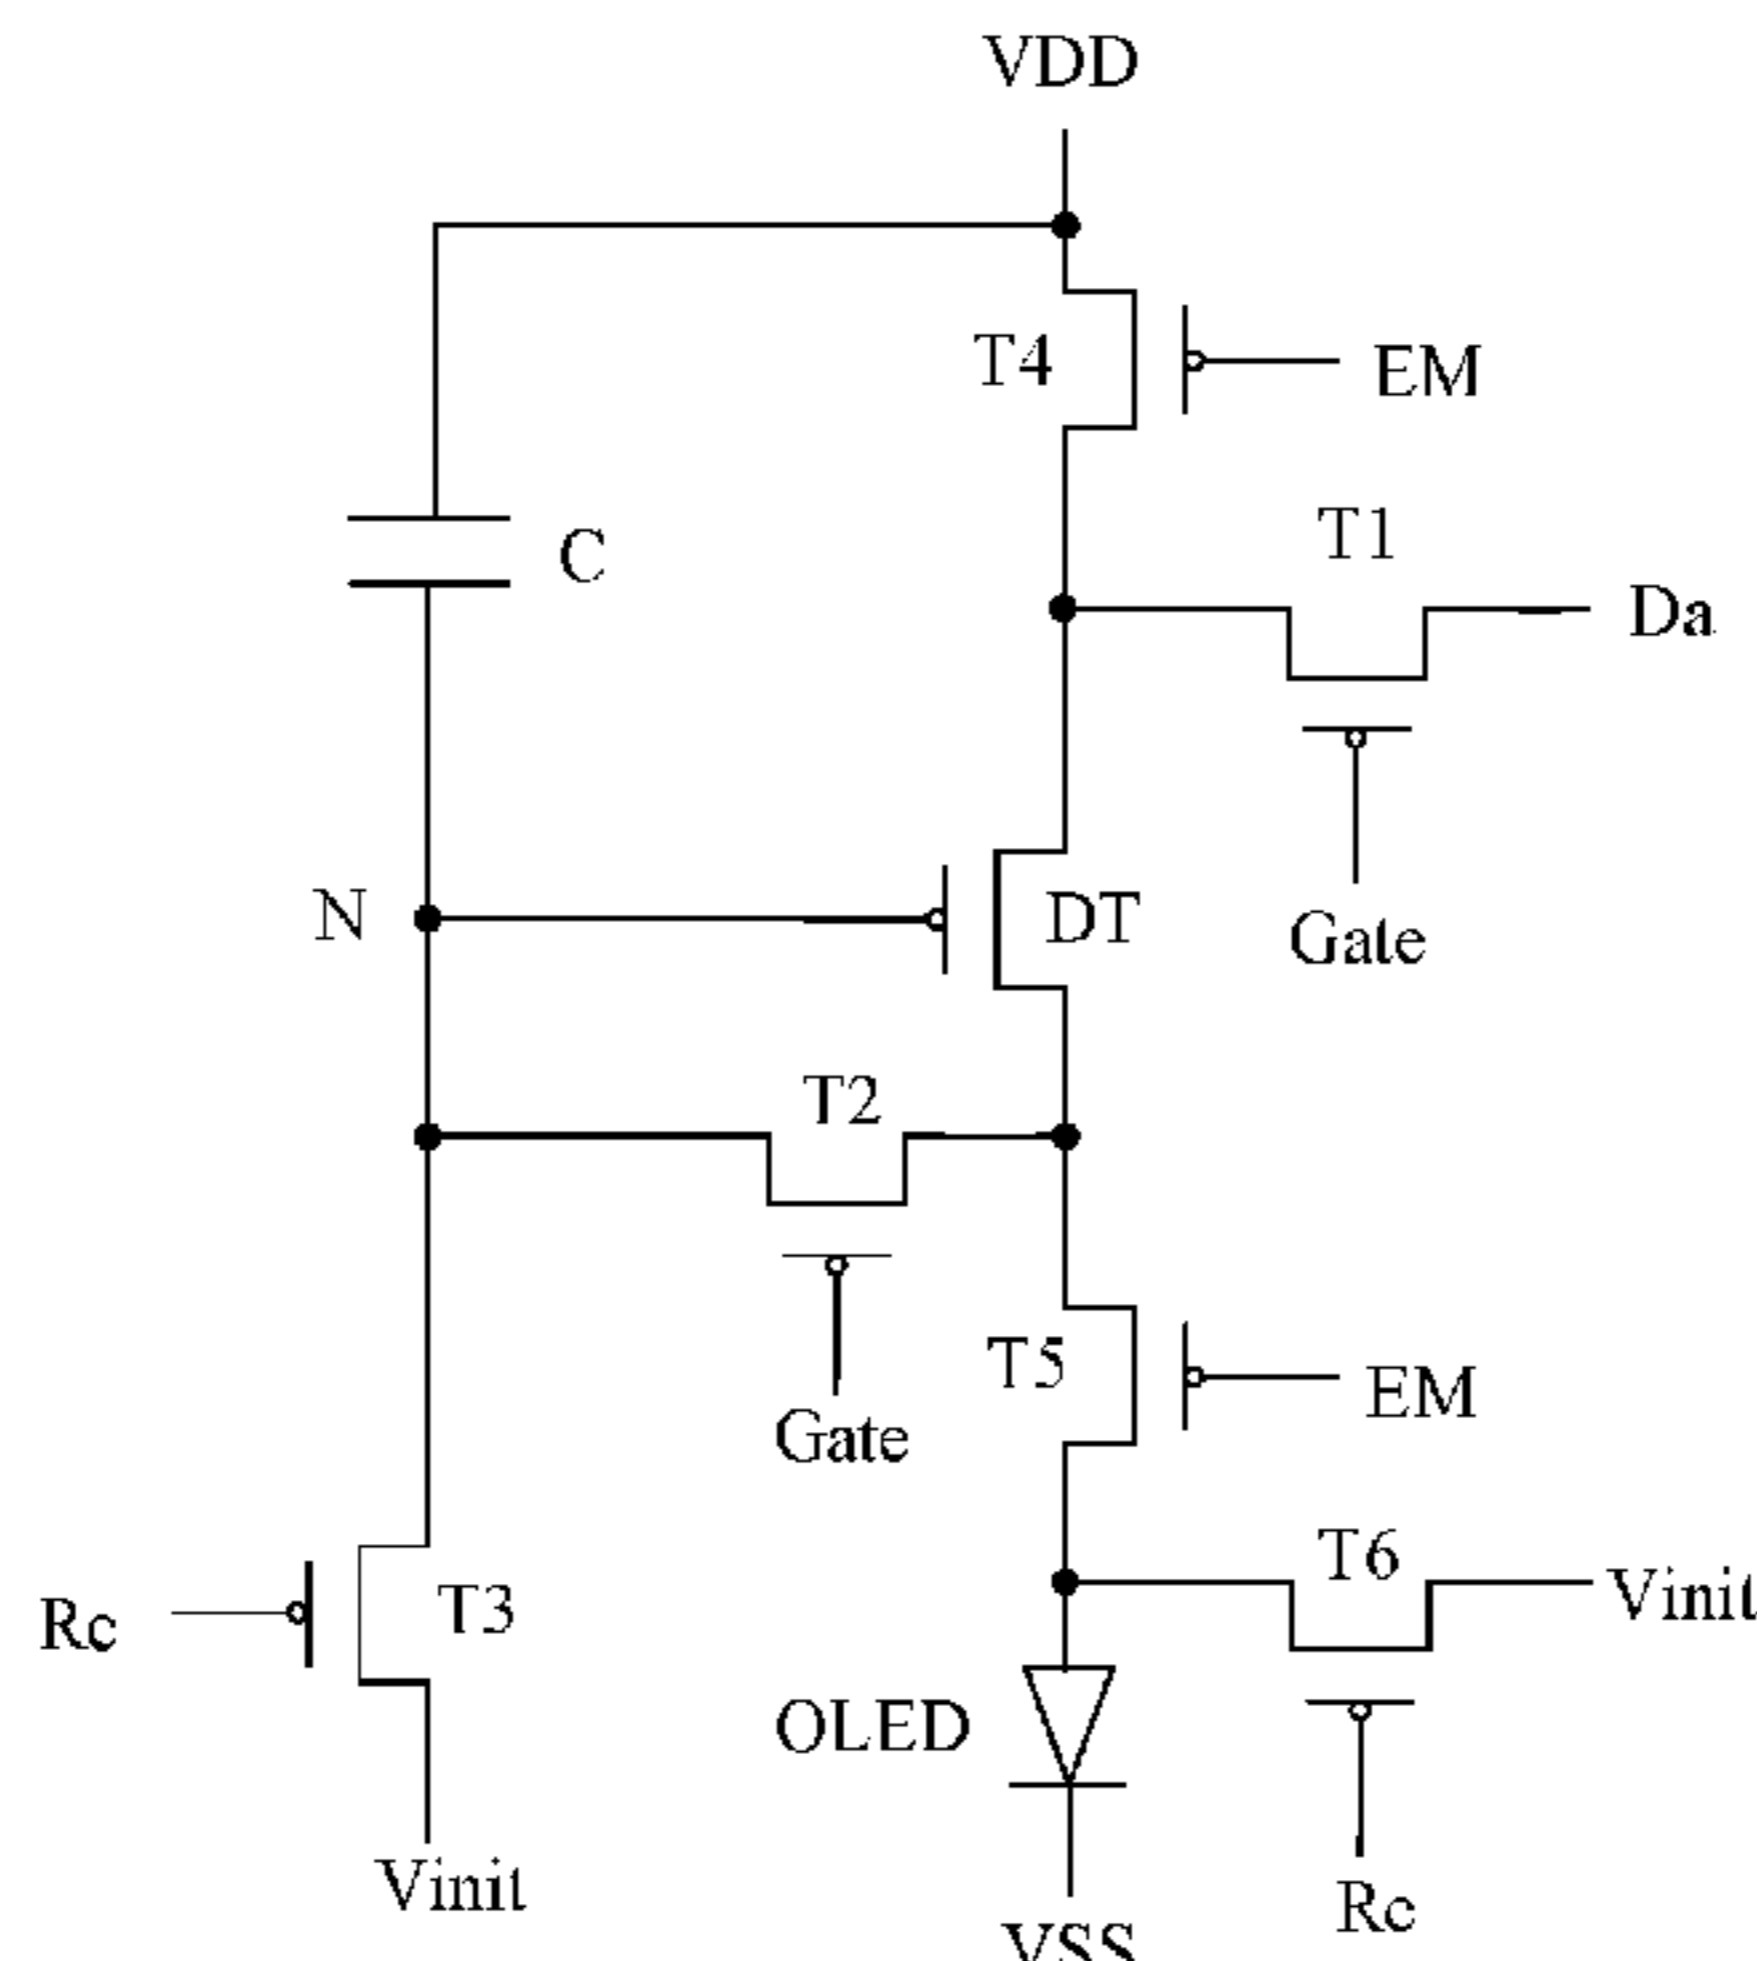 VDD
T4
EM
T1
C
Da
N
DT
Gate
T2
T5
EM
Gate
T6
Vinit
Rc
T3
OLED
Vinit
Rc
VSS